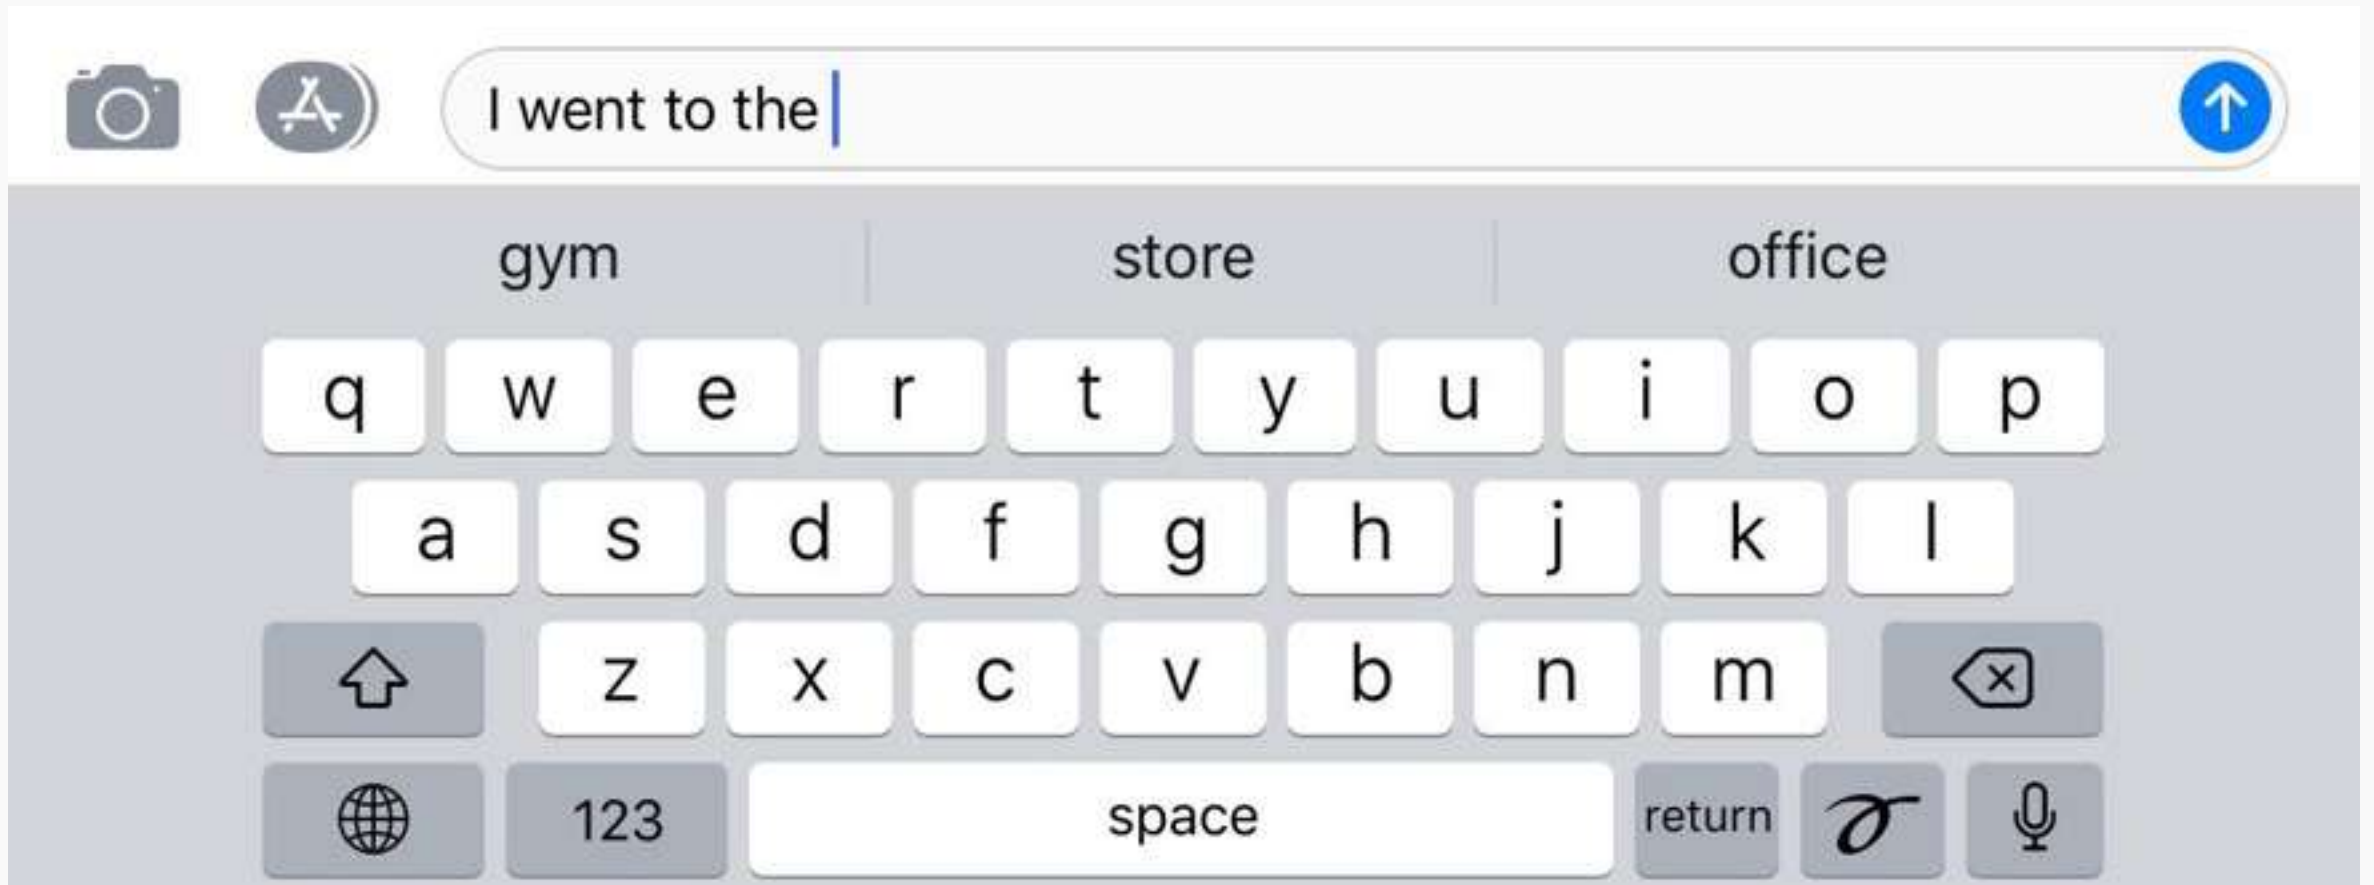 I went to the
gym store office
q w e r t y u i o p
a s d f g h j k l
z x c v b n m
123 space return